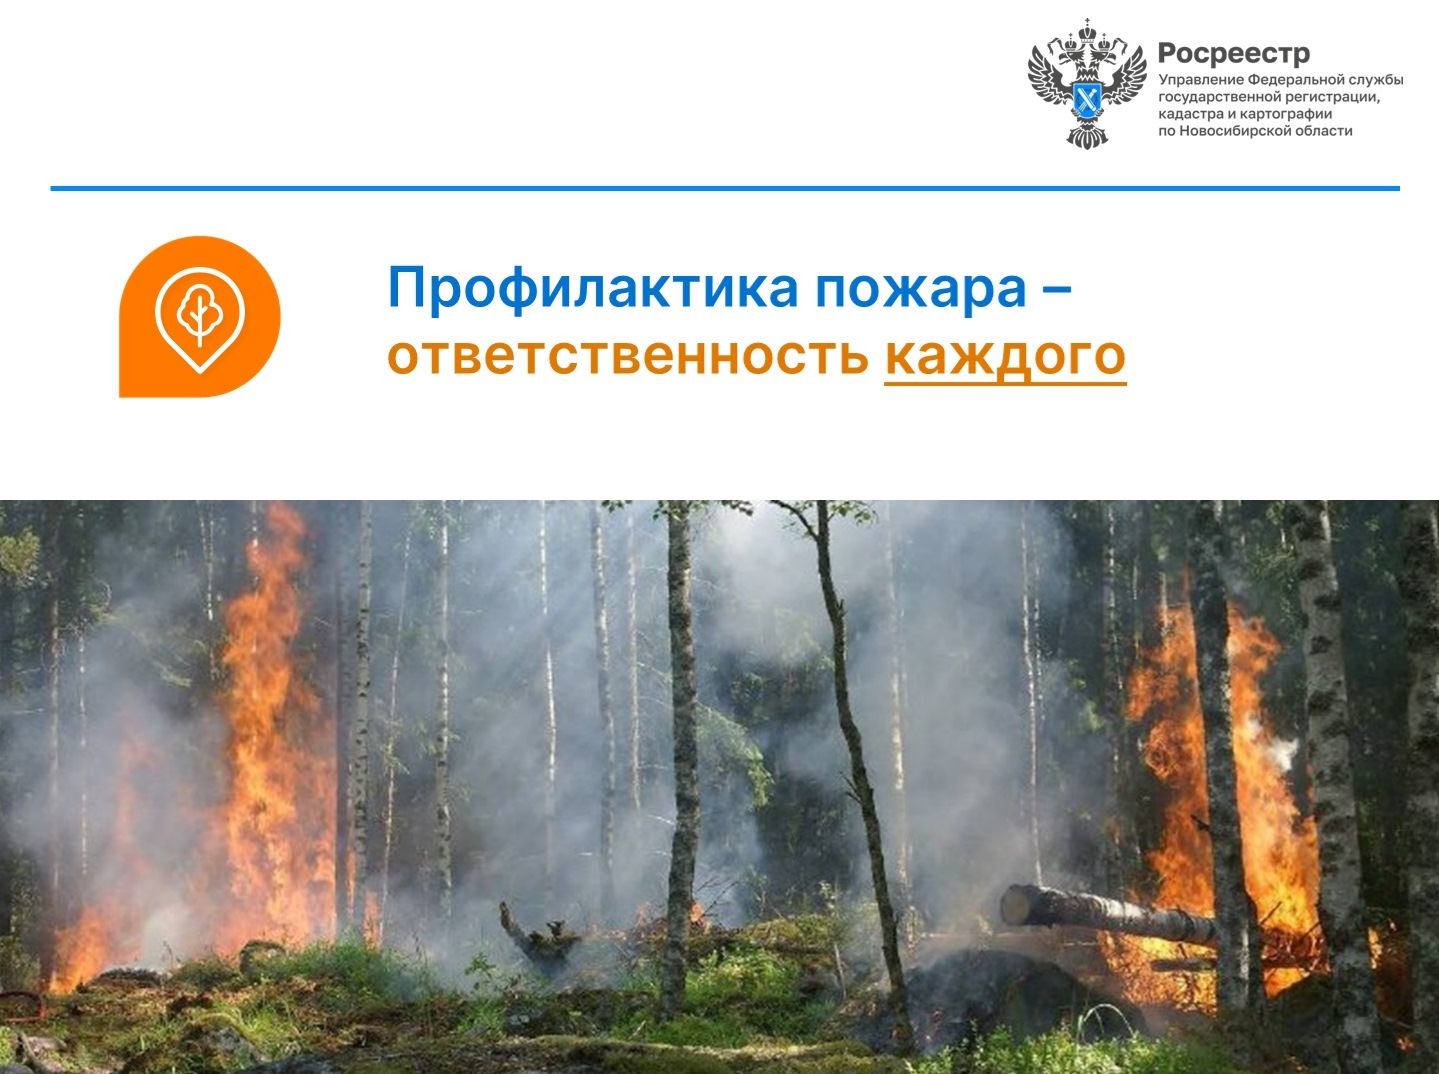 Росреестр
Управление Федеральной службы
государственной регистрации,
кадастра и картографии
по Новосибирской области
Профилактика пожара –
ответственность каждого